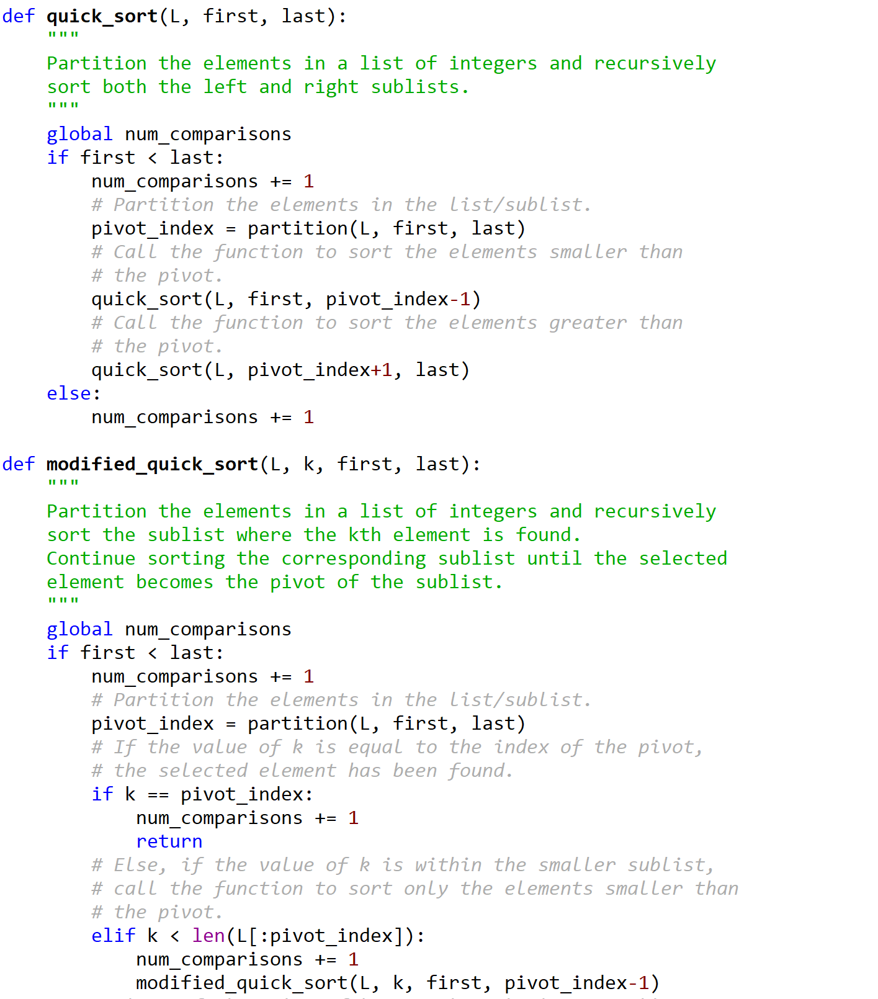 def quick_sort(L, first, last):
    """
    Partition the elements in a list of integers and recursively
    sort both the left and right sublists.
    """
    global num_comparisons
    if first < last:
        num_comparisons += 1
        # Partition the elements in the list/sublist.
        pivot_index = partition(L, first, last)
        # Call the function to sort the elements smaller than
        # the pivot.
        quick_sort(L, first, pivot_index-1)
        # Call the function to sort the elements greater than
        # the pivot.
        quick_sort(L, pivot_index+1, last)
    else:
        num_comparisons += 1

def modified_quick_sort(L, k, first, last):
    """
    Partition the elements in a list of integers and recursively
    sort the sublist where the kth element is found.
    Continue sorting the corresponding sublist until the selected
    element becomes the pivot of the sublist.
    """
    global num_comparisons
    if first < last:
        num_comparisons += 1
        # Partition the elements in the list/sublist.
        pivot_index = partition(L, first, last)
        # If the value of k is equal to the index of the pivot,
        # the selected element has been found.
        if k == pivot_index:
            num_comparisons += 1
            return
        # Else, if the value of k is within the smaller sublist,
        # call the function to sort only the elements smaller than
        # the pivot.
        elif k < len(L[:pivot_index]):
            num_comparisons += 1
            modified_quick_sort(L, k, first, pivot_index-1)